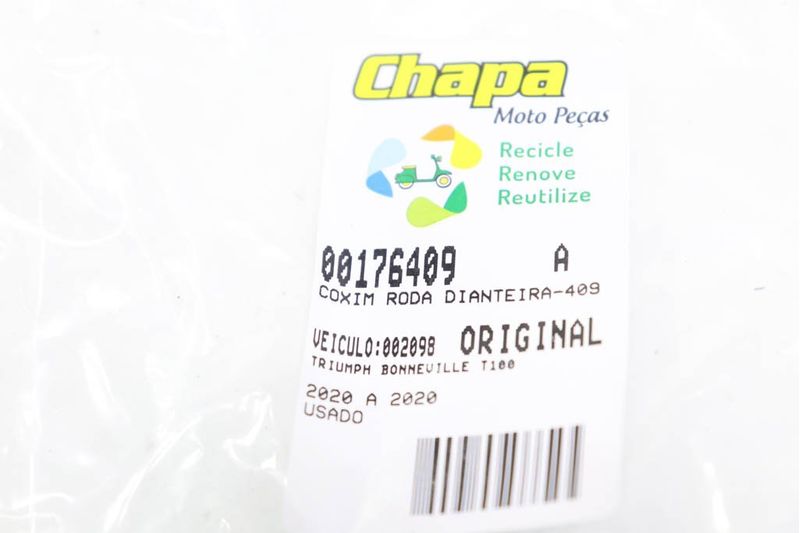 Chapa
Moto Peças
Recicle
Renove
Reutilize
00176409 A
COXIM RODA DIANTEIRA-409
VEICULO:002098 ORIGINAL
TRIUMPH BONNEVILLE T100
2020 A 2020
USADO